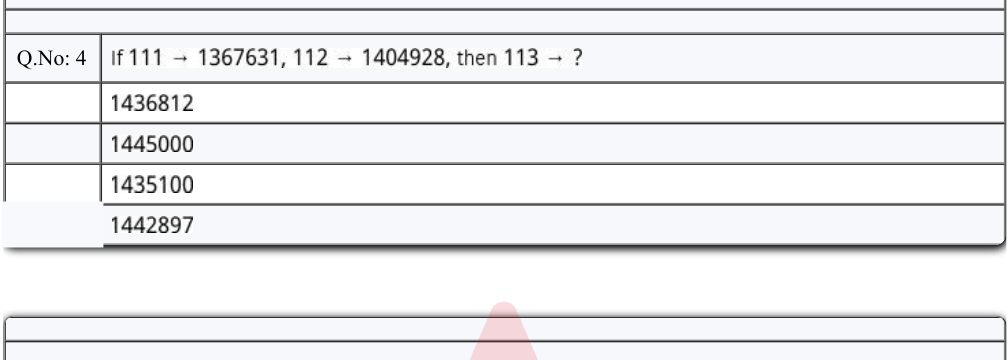 Q.No: 4 If 111 → 1367631, 112 → 1404928, then 113 → ?
1436812
1445000
1435100
1442897